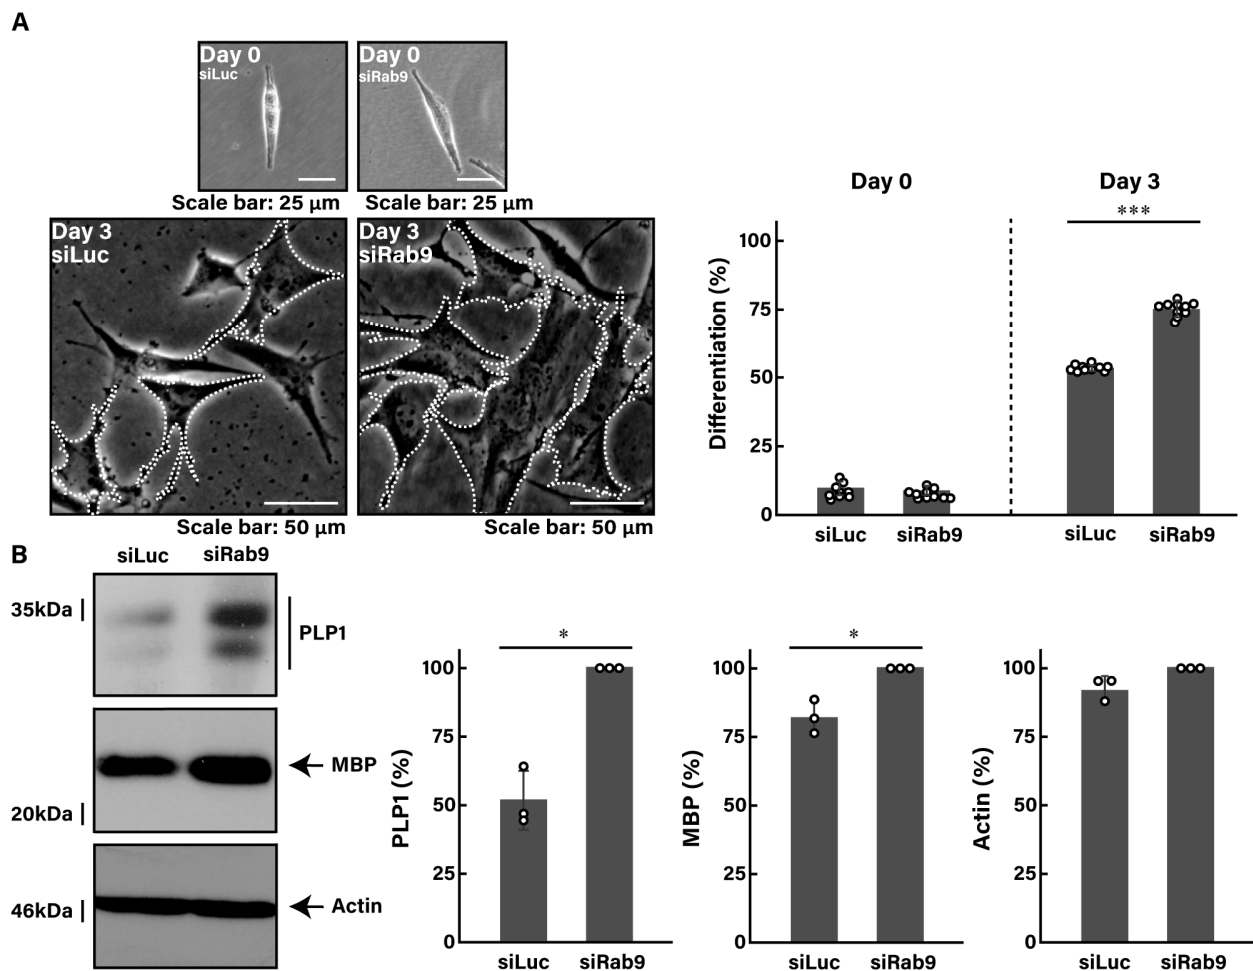 A
Day 0
siLuc
Day 0
siRab9
Scale bar: 25 µm
Scale bar: 25 µm
Day 3
siLuc
Day 3
siRab9
Scale bar: 50 µm
Scale bar: 50 µm
Day 0
Day 3
***
Differentiation (%)
100
75
50
25
0
siLuc
siRab9
siLuc
siRab9
B
siLuc
siRab9
35kDa
PLP1
MBP
20kDa
46kDa
Actin
*
PLP1 (%)
100
75
50
25
0
siLuc
siRab9
*
MBP (%)
100
75
50
25
0
siLuc
siRab9
Actin (%)
100
75
50
25
0
siLuc
siRab9